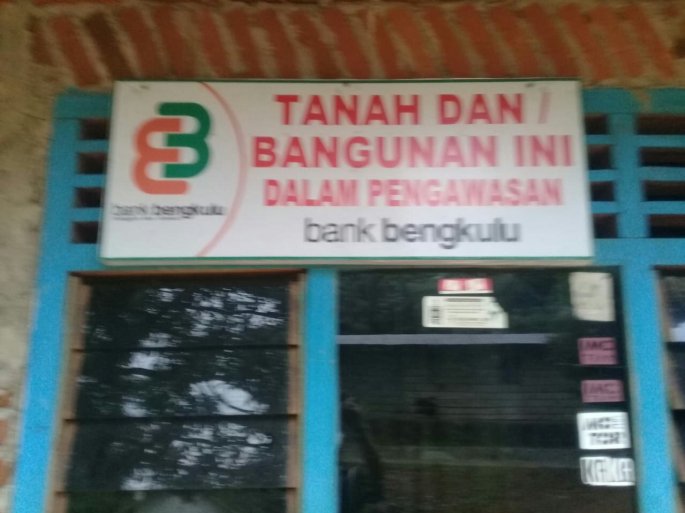 TANAH DAN /
BANGUNAN INI
DALAM PENGAWASAN
bank bengkulu
bank bengkulu